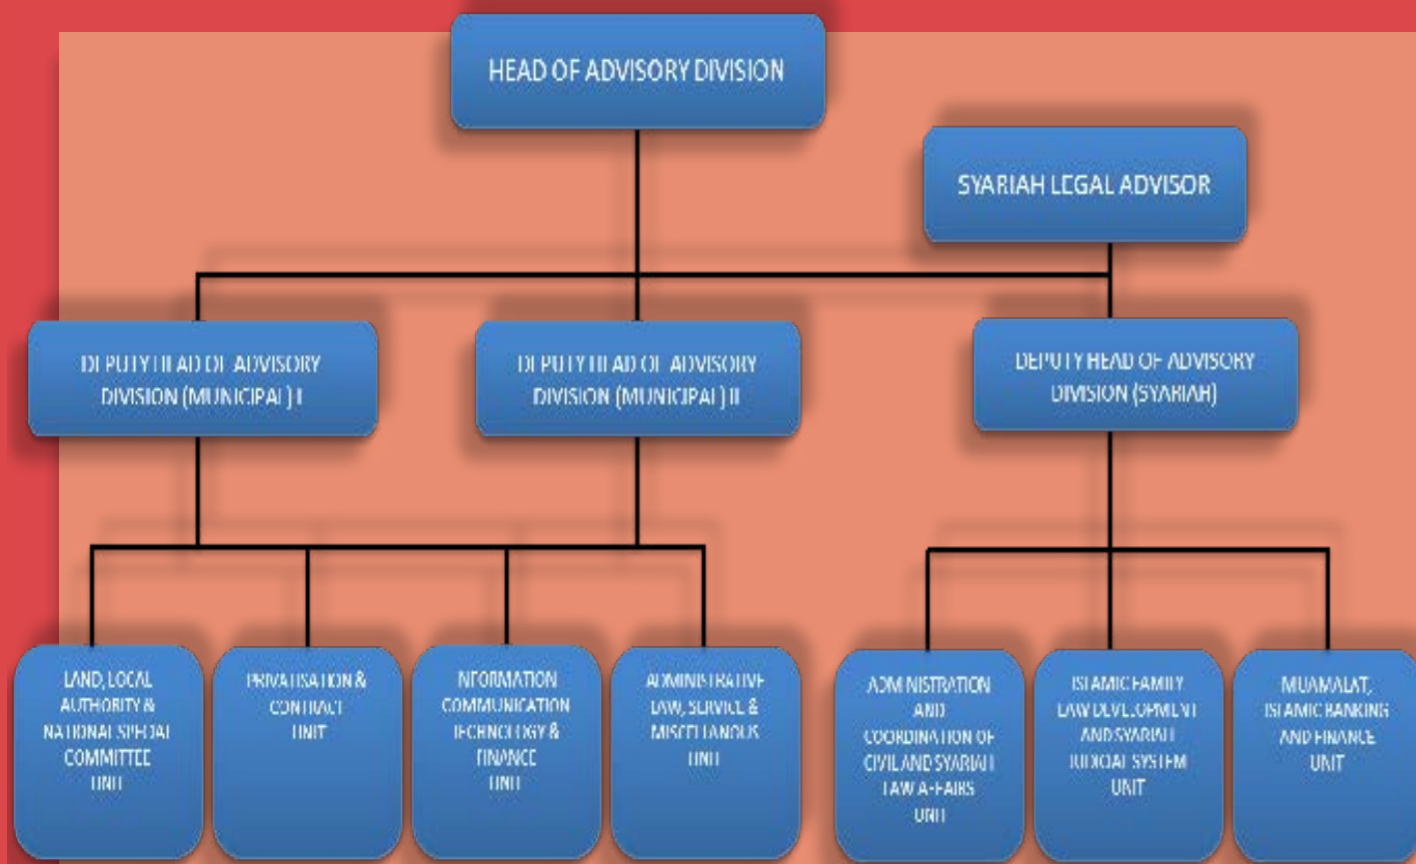 HEAD OF ADVISORY DIVISION
SYARIAH LEGAL ADVISOR
DEPUTY HEAD OF ADVISORY
DIVISION (MUNICIPAL) I
DEPUTY HEAD OF ADVISORY
DIVISION (MUNICIPAL) II
DEPUTY HEAD OF ADVISORY
DIVISION (SYARIAH)
LAND, LOCAL
AUTHORITY &
NATIONAL SPECIAL
COMMITTEE
UNIT
PRIVATISATION &
CONTRACT
UNIT
INFORMATION
COMMUNICATION
TECHNOLOGY &
FINANCE
UNIT
ADMINISTRATIVE
LAW, SERVICE &
MISCELLANOUS
UNIT
ADMINISTRATION
AND
COORDINATION OF
CIVIL AND SYARIAH
LAW AFFAIRS
UNIT
ISLAMIC FAMILY
LAW DEVELOPMENT
AND SYARIAH
JUDICIAL SYSTEM
UNIT
MUAMALAT,
ISLAMIC BANKING
AND FINANCE
UNIT